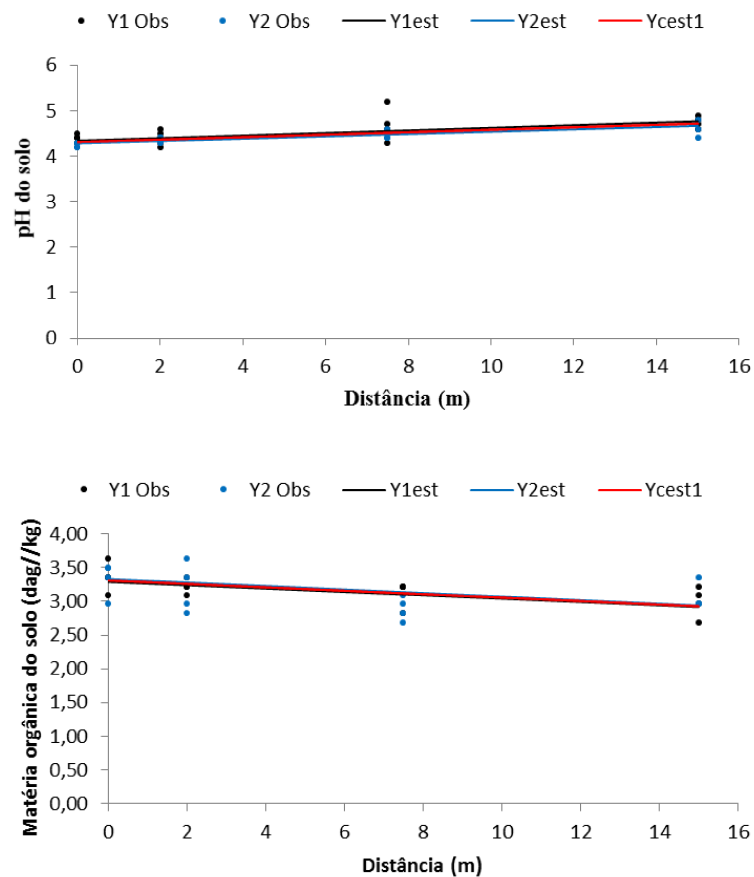 Y1 Obs Y2 Obs Y1est Y2est Ycest1
6
5
4
3
2
1
0
pH do solo
0 2 4 6 8 10 12 14 16
Distância (m)
Y1 Obs Y2 Obs Y1est Y2est Ycest1
4,00
3,50
3,00
2,50
2,00
1,50
1,00
0,50
0,00
Matéria orgânica do solo (dag//kg)
0 2 4 6 8 10 12 14 16
Distância (m)